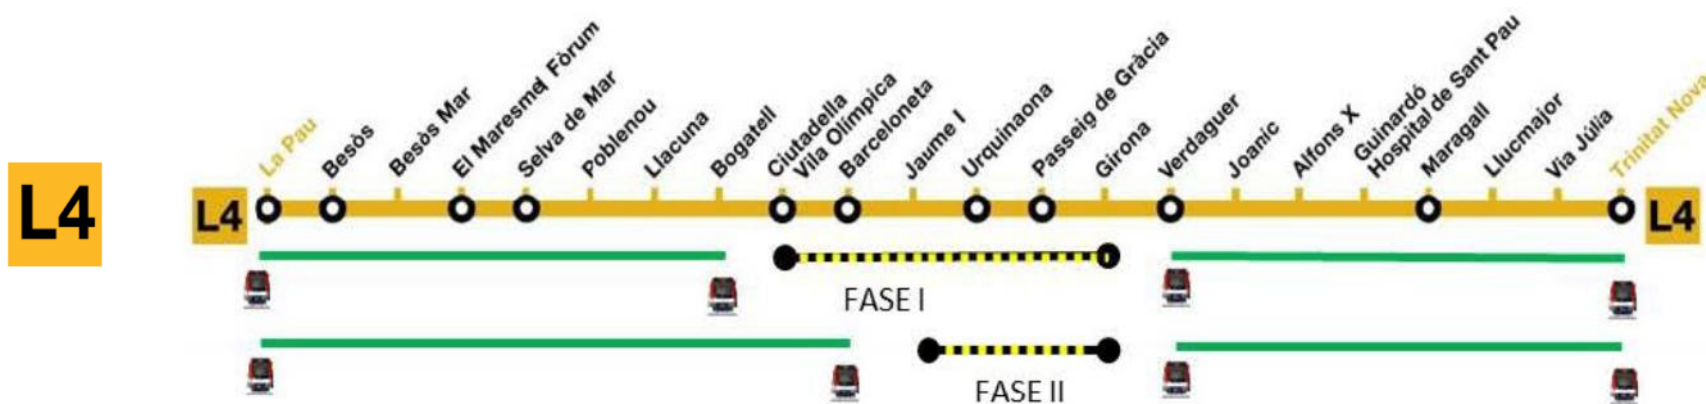 L4
La Pau
Besòs
Besòs Mar
El Maresmel Fòrum
Selva de Mar
Poblenou
Llacuna
Bogatell
Ciutadella
Vila Olímpica
Barceloneta
Jaume I
Urquinaona
Passeig de Gràcia
Girona
Verdaguer
Joanic
Alfons X
Guinardó
Hospital de Sant Pau
Maragall
Llucmajor
Via Júlia
Trinitat Nova
L4
L4
FASE I
FASE II